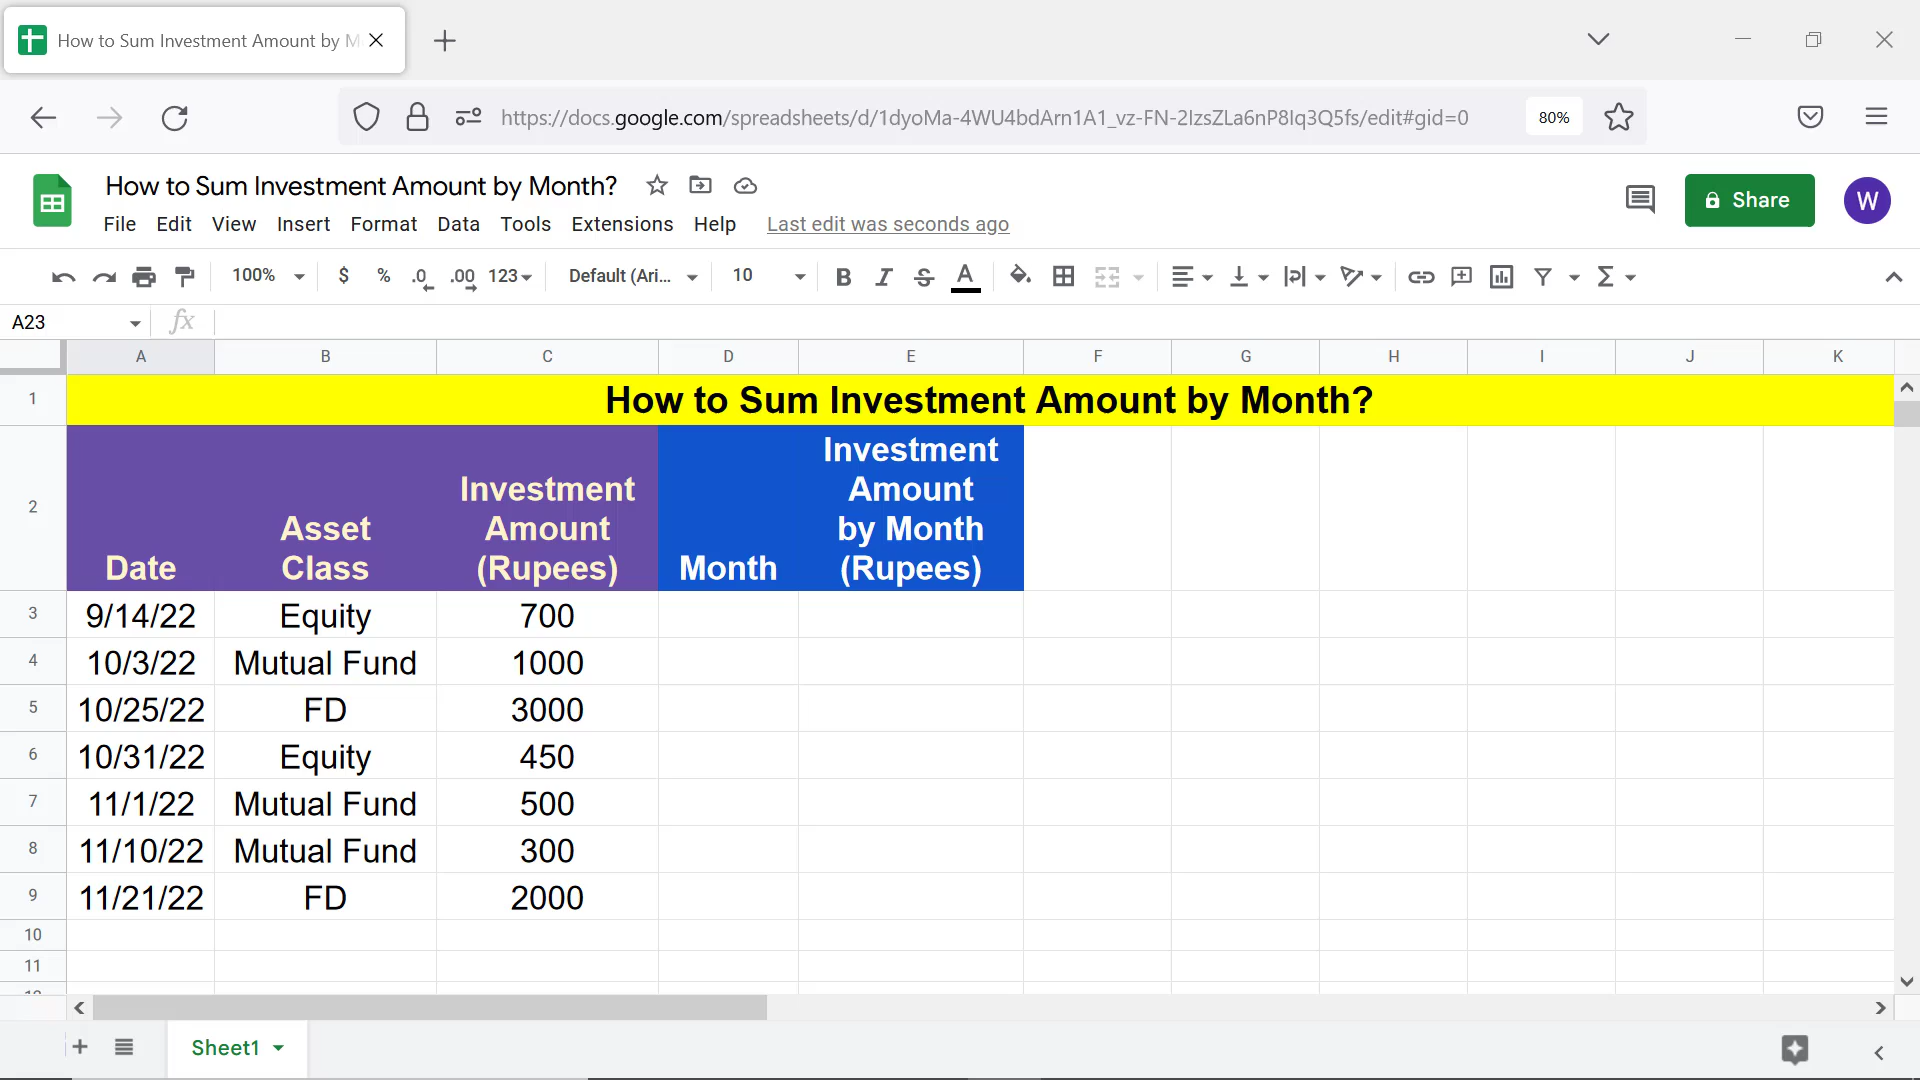 How to Sum Investment Amount by M
https://docs.google.com/spreadsheets/d/1dyoMa-4WU4bdArn1A1_vz-FN-2lzsZLa6nP8Iq3Q5fs/edit#gid=0 80%
How to Sum Investment Amount by Month?
File Edit View Insert Format Data Tools Extensions Help Last edit was seconds ago
Share W
100% $ % .0 .00 123 Default (Ari... 10 B I S A Σ
A23 fx
A B C D E F G H I J K
1 How to Sum Investment Amount by Month?
2
Date
Asset
Class
Investment
Amount
(Rupees)
Month
Investment
Amount
by Month
(Rupees)
3 9/14/22 Equity 700
4 10/3/22 Mutual Fund 1000
5 10/25/22 FD 3000
6 10/31/22 Equity 450
7 11/1/22 Mutual Fund 500
8 11/10/22 Mutual Fund 300
9 11/21/22 FD 2000
10
11
Sheet1